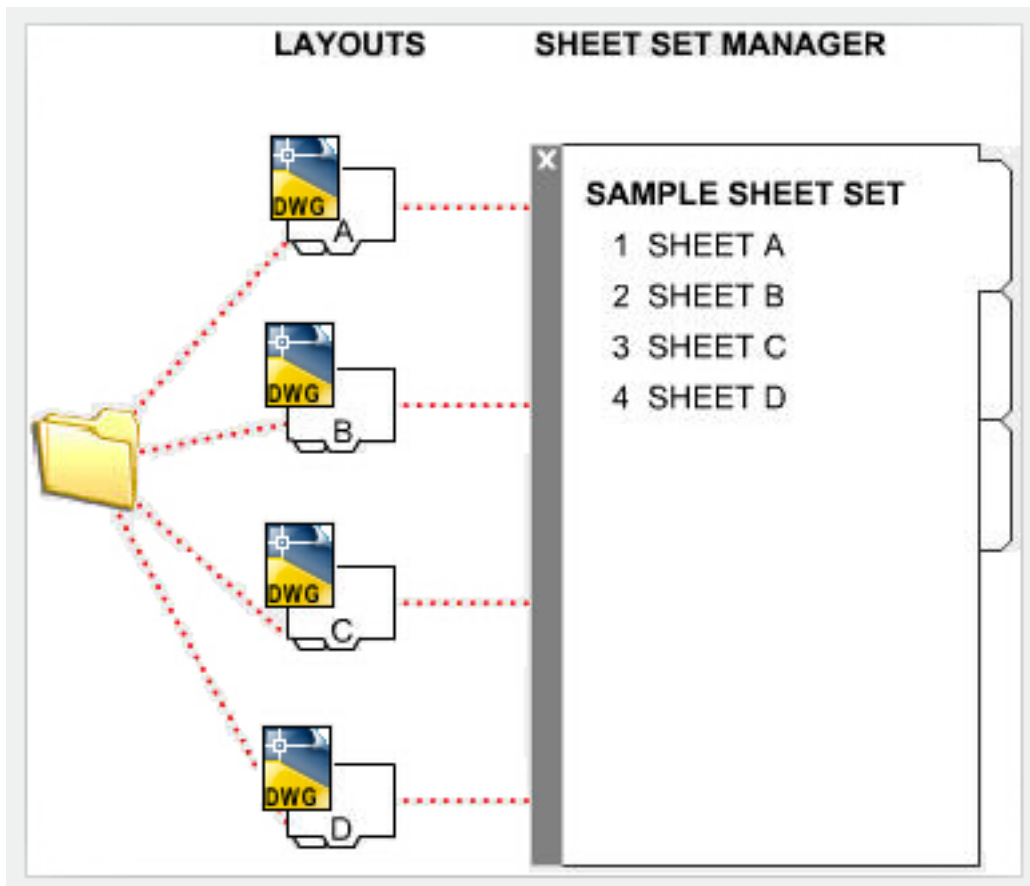 LAYOUTS
SHEET SET MANAGER
DWG
A
X
SAMPLE SHEET SET
1 SHEET A
2 SHEET B
3 SHEET C
4 SHEET D
DWG
B
DWG
C
DWG
D